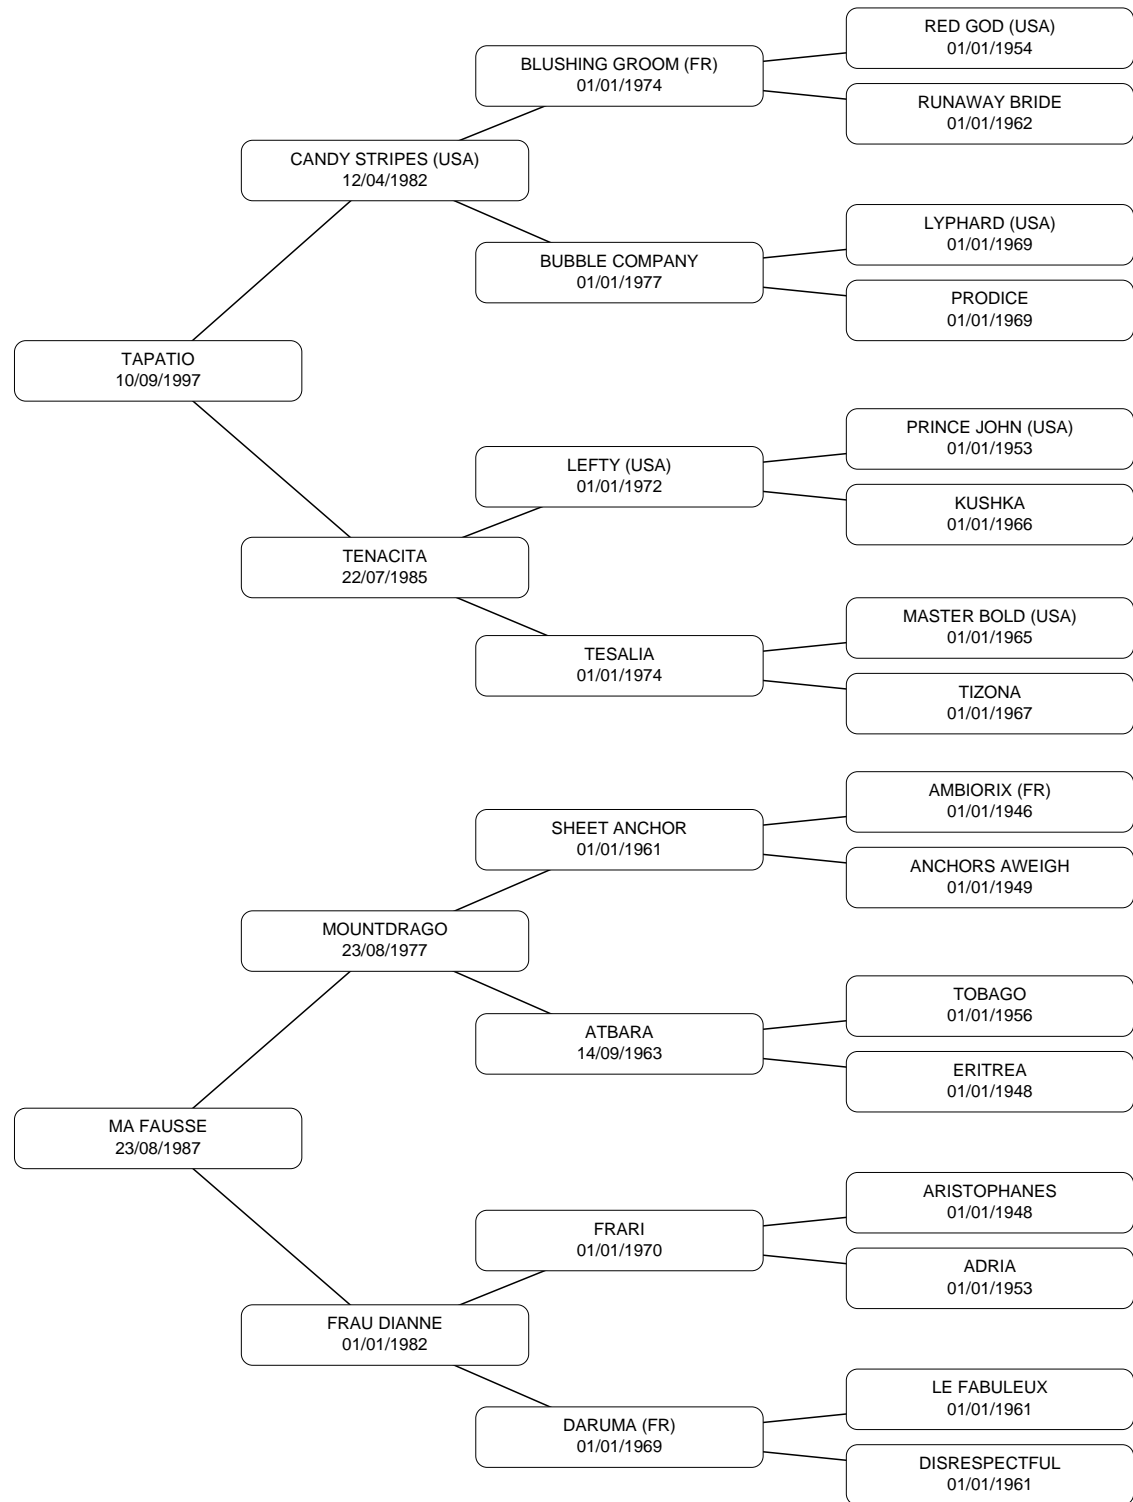 RED GOD (USA)
01/01/1954
BLUSHING GROOM (FR)
01/01/1974
RUNAWAY BRIDE
01/01/1962
CANDY STRIPES (USA)
12/04/1982
LYPHARD (USA)
01/01/1969
BUBBLE COMPANY
01/01/1977
PRODICE
01/01/1969
TAPATIO
10/09/1997
PRINCE JOHN (USA)
01/01/1953
LEFTY (USA)
01/01/1972
KUSHKA
01/01/1966
TENACITA
22/07/1985
MASTER BOLD (USA)
01/01/1965
TESALIA
01/01/1974
TIZONA
01/01/1967
AMBIORIX (FR)
01/01/1946
SHEET ANCHOR
01/01/1961
ANCHORS AWEIGH
01/01/1949
MOUNTDRAGO
23/08/1977
TOBAGO
01/01/1956
ATBARA
14/09/1963
ERITREA
01/01/1948
MA FAUSSE
23/08/1987
ARISTOPHANES
01/01/1948
FRARI
01/01/1970
ADRIA
01/01/1953
FRAU DIANNE
01/01/1982
LE FABULEUX
01/01/1961
DARUMA (FR)
01/01/1969
DISRESPECTFUL
01/01/1961